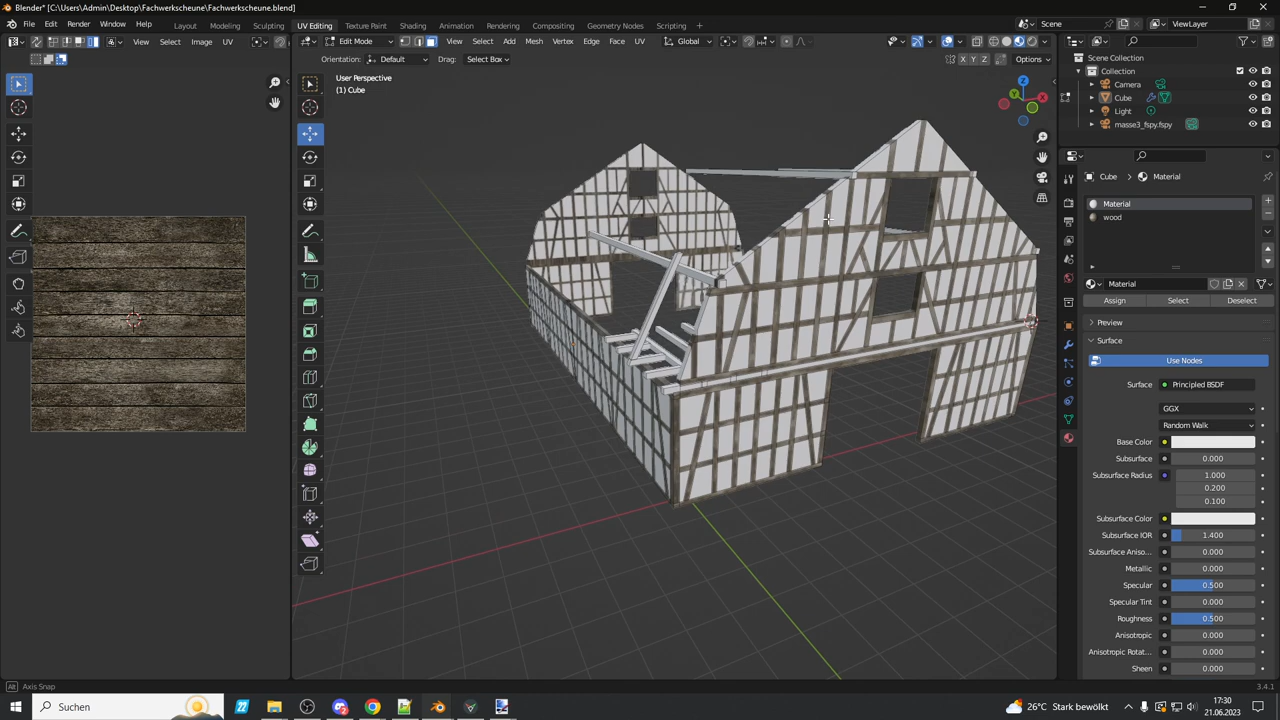 Blender* [C:\Users\Admin\Desktop\Fachwerkscheune\Fachwerkscheune.blend]
File Edit Render Window Help Layout Modeling Sculpting UV Editing Texture Paint Shading Animation Rendering Compositing Geometry Nodes Scripting Scene ViewLayer
View Select Image UV Edit Mode View Select Add Mesh Vertex Edge Face UV Global
Orientation: Default Drag: Select Box X Y Z Options
User Perspective
(1) Cube
Z
Y
X
Scene Collection
Collection
Camera
Cube
Light
masse3_fspy.fspy
Cube Material
Material
wood
Material
Assign Select Deselect
Preview
Surface
Use Nodes
Surface Principled BSDF
GGX
Random Walk
Base Color
Subsurface 0.000
Subsurface Radius 1.000
0.200
0.100
Subsurface Color
Subsurface IOR 1.400
Subsurface Aniso... 0.000
Metallic 0.000
Specular 0.500
Specular Tint 0.000
Roughness 0.500
Anisotropic 0.000
Anisotropic Rotat... 0.000
Sheen 0.000
Alt Axis Snap 3.4.1
Suchen 26°C Stark bewölkt 17:30
21.06.2023